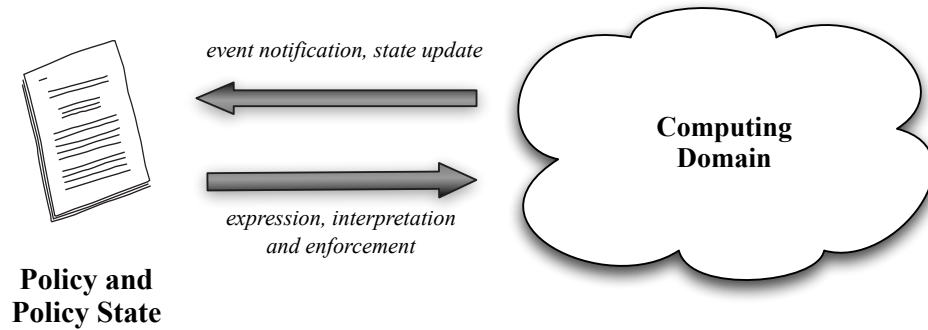 event notification, state update
Computing
Domain
expression, interpretation
and enforcement
Policy and
Policy State